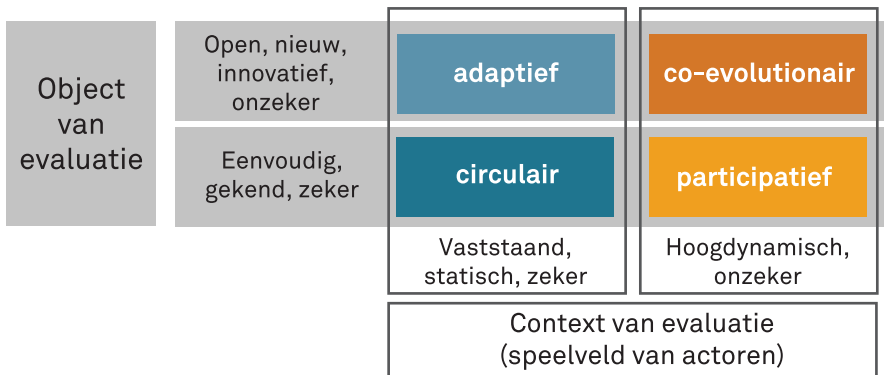 Object
van
evaluatie
Open, nieuw,
innovatief,
onzeker
adaptief
co-evolutionair
Eenvoudig,
gekend, zeker
circulair
participatief
Vaststaand,
statisch, zeker
Hoogdynamisch,
onzeker
Context van evaluatie
(speelveld van actoren)